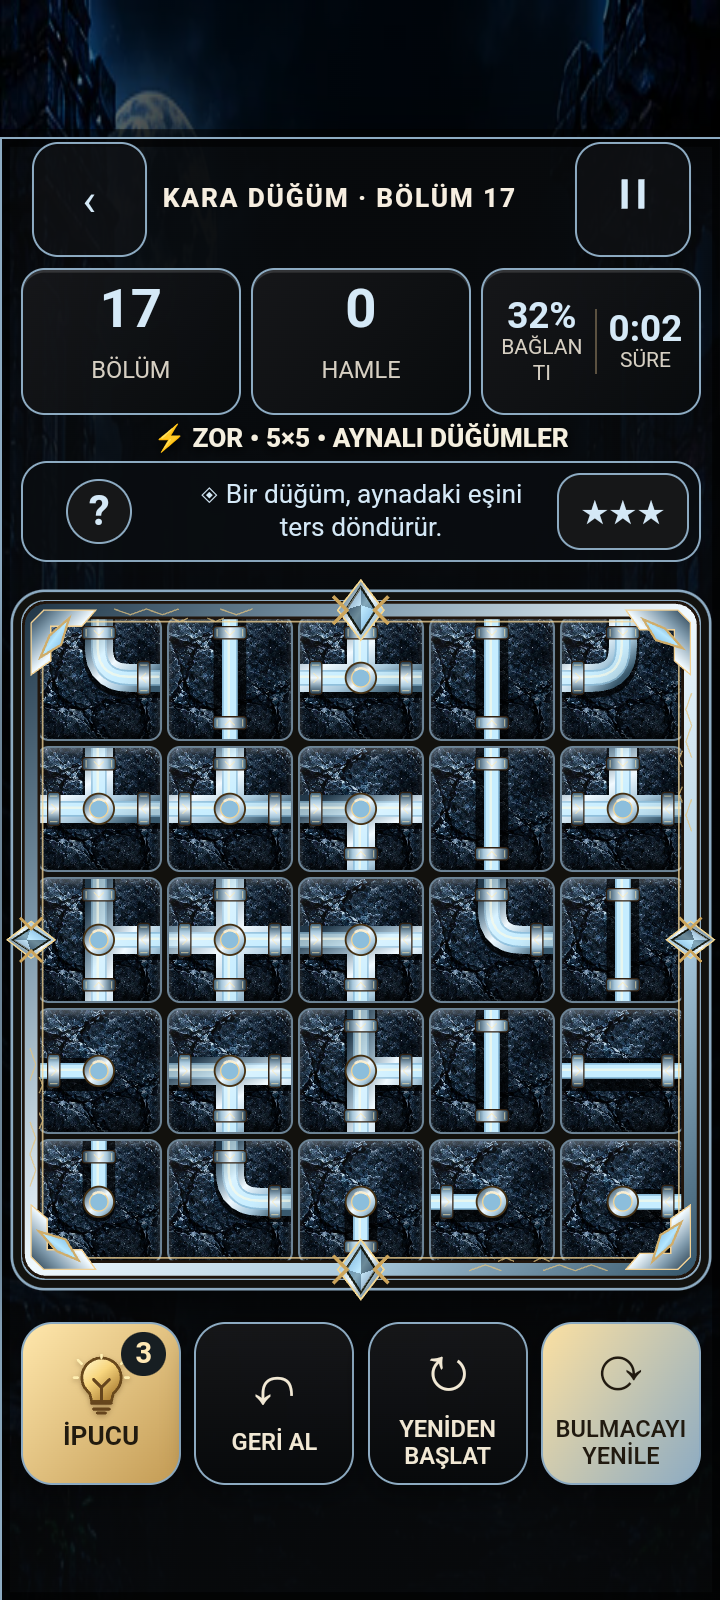 ‹
KARA DÜĞÜM · BÖLÜM 17
17
BÖLÜM
0
HAMLE
32%
BAĞLAN
TI
0:02
SÜRE
⚡ ZOR • 5×5 • AYNALI DÜĞÜMLER
?
◈ Bir düğüm, aynadaki eşini
ters döndürür.
★★★
3
İPUCU
GERİ AL
YENİDEN
BAŞLAT
BULMACAYI
YENİLE